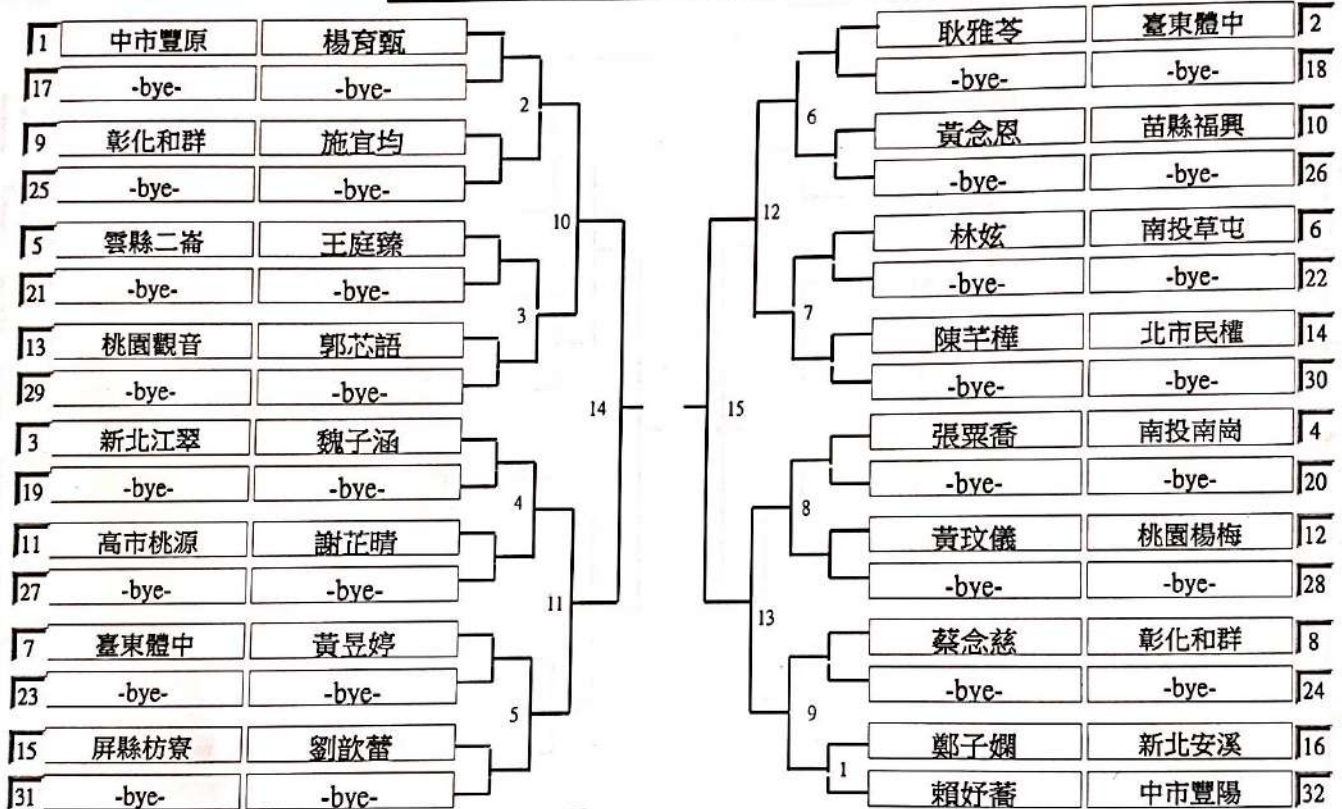 1 中市豐原 楊育甄
17 -bye- -bye-
9 彰化和群 施宜均
25 -bye- -bye-
5 雲縣二崙 王庭臻
21 -bye- -bye-
13 桃園觀音 郭芯語
29 -bye- -bye-
3 新北江翠 魏子涵
19 -bye- -bye-
11 高市桃源 謝芷晴
27 -bye- -bye-
7 臺東體中 黃昱婷
23 -bye- -bye-
15 屏縣枋寮 劉歆蕾
31 -bye- -bye-
2
3
4
5
10
11
14
15
12
13
6
7
8
9
1
耿雅苓 臺東體中 2
-bye- -bye- 18
黃念恩 苗縣福興 10
-bye- -bye- 26
林妶 南投草屯 6
-bye- -bye- 22
陳芊樺 北市民權 14
-bye- -bye- 30
張粟喬 南投南崗 4
-bye- -bye- 20
黃玟儀 桃園楊梅 12
-bye- -bye- 28
蔡念慈 彰化和群 8
-bye- -bye- 24
鄭子嫻 新北安溪 16
賴妤蕎 中市豐陽 32